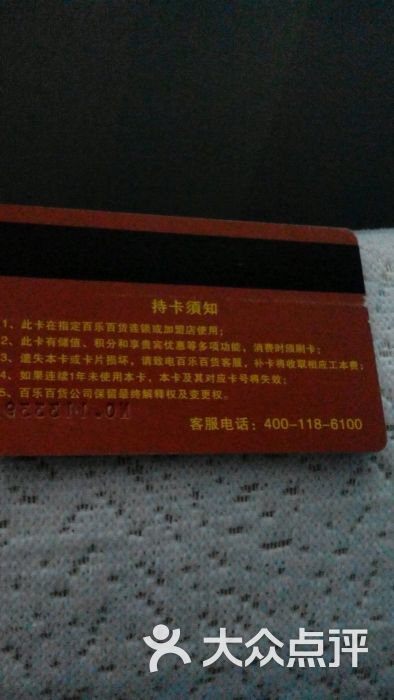 持卡须知
1、此卡在指定百乐百货连锁或加盟店使用；
2、此卡有储值、积分和享贵宾优惠等多项功能，消费时须刷卡；
3、遗失本卡或卡片损坏，请致电百乐百货客服，补卡将收取相应工本费；
4、如果连续1年未使用本卡，本卡及其对应卡号将失效；
5、百乐百货公司保留最终解释权及变更权。
客服电话：400-118-6100
大众点评